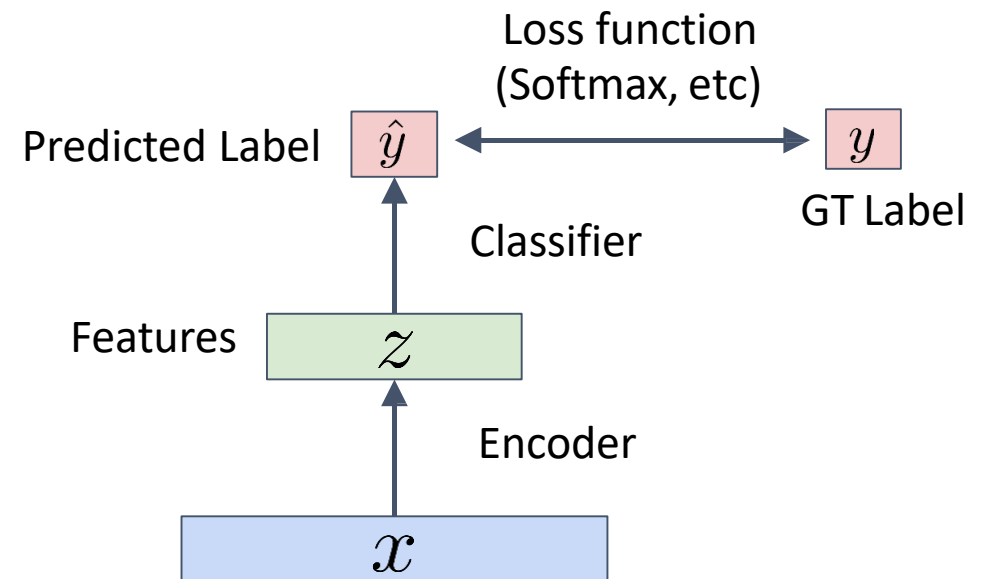 Loss function
(Softmax, etc)
Predicted Label
ŷ
y
GT Label
Classifier
Features
z
Encoder
x